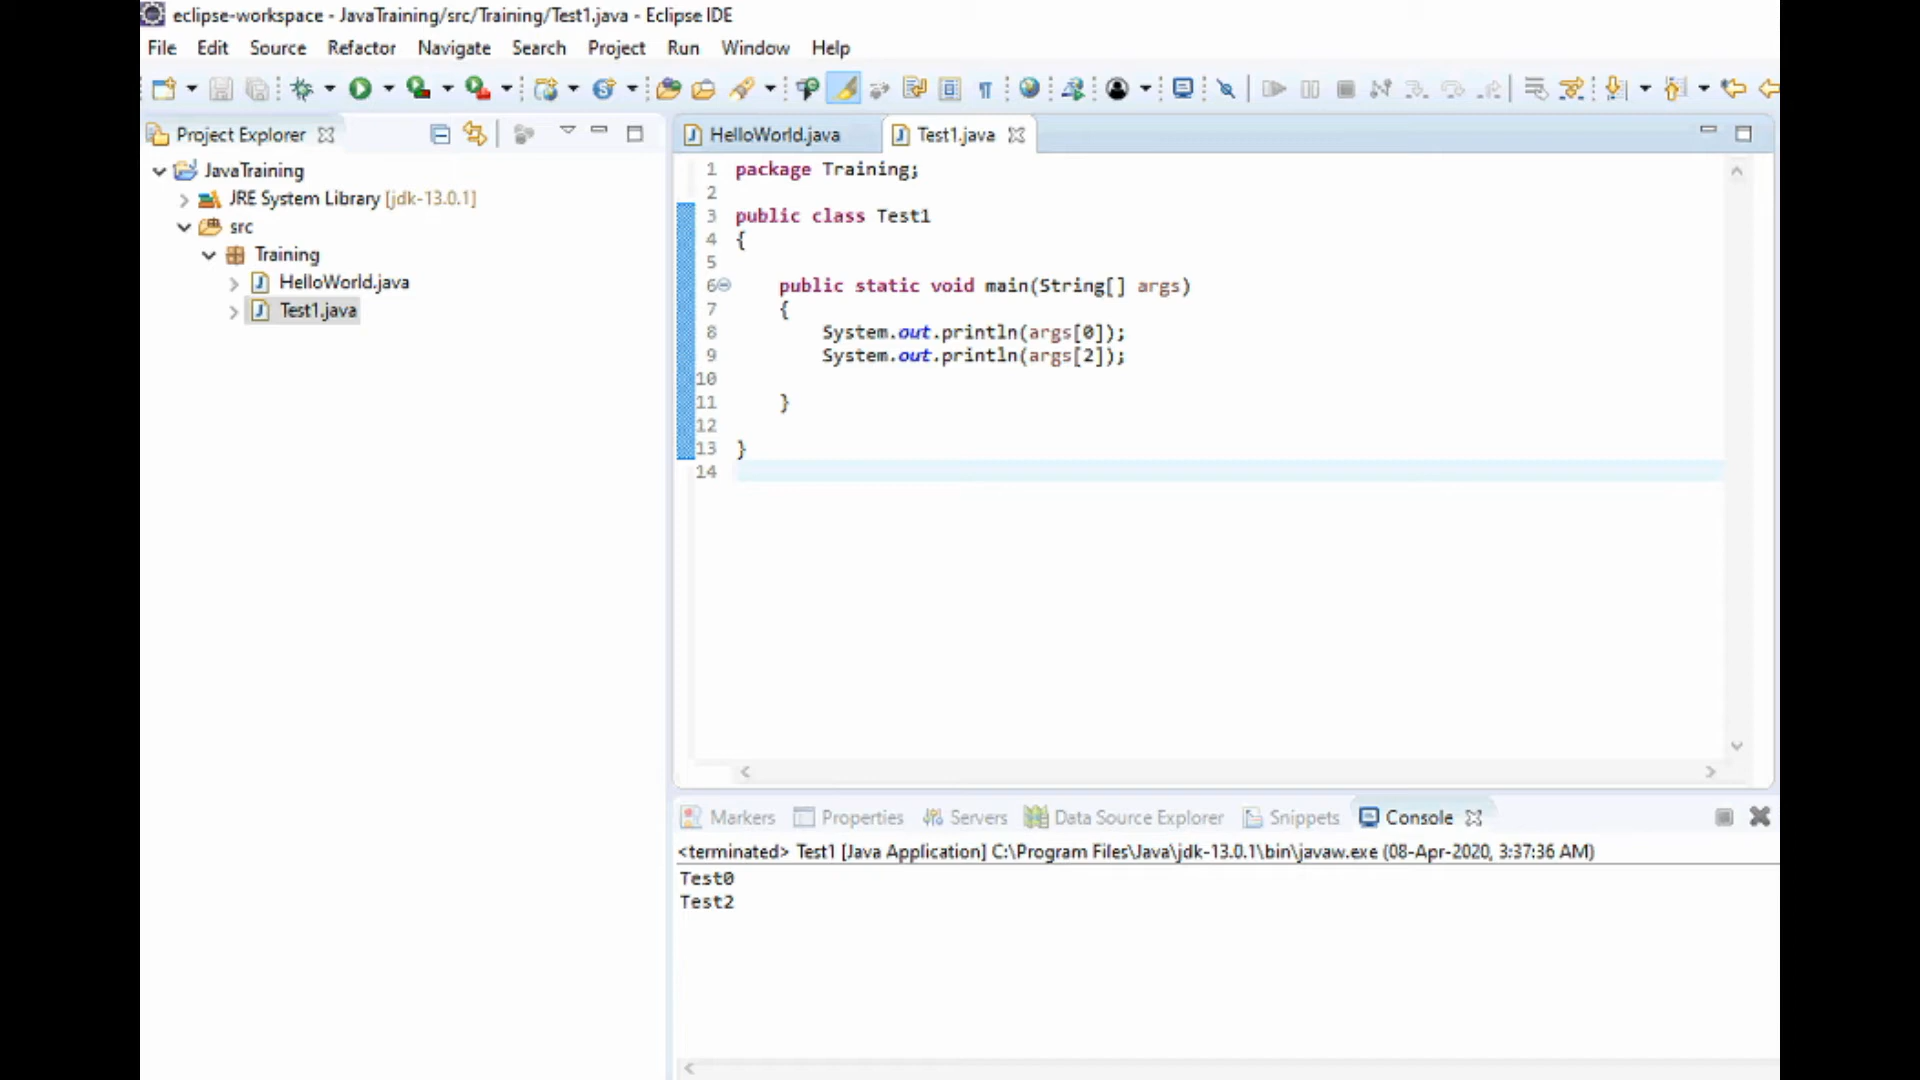 eclipse-workspace - JavaTraining/src/Training/Test1.java - Eclipse IDE
File Edit Source Refactor Navigate Search Project Run Window Help
Project Explorer
JavaTraining
JRE System Library [jdk-13.0.1]
src
Training
HelloWorld.java
Test1.java
HelloWorld.java Test1.java
1 package Training;
2
3 public class Test1
4 {
5
6 public static void main(String[] args)
7 {
8 System.out.println(args[0]);
9 System.out.println(args[2]);
10
11 }
12
13 }
14
Markers Properties Servers Data Source Explorer Snippets Console
<terminated> Test1 [Java Application] C:\Program Files\Java\jdk-13.0.1\bin\javaw.exe (08-Apr-2020, 3:37:36 AM)
Test0
Test2